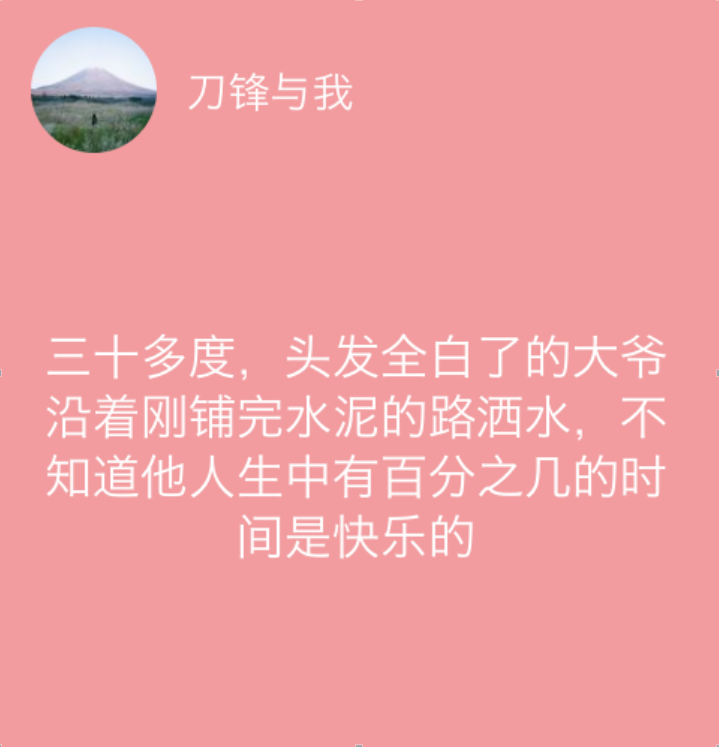 刀锋与我
三十多度，头发全白了的大爷
沿着刚铺完水泥的路洒水，不
知道他人生中有百分之几的时
间是快乐的